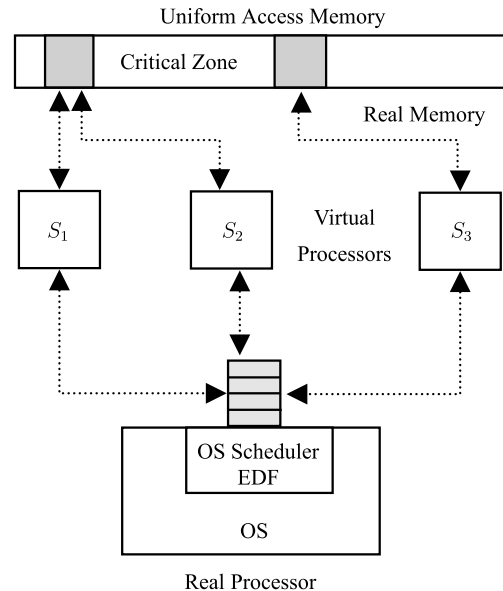 Uniform Access Memory
Critical Zone
Real Memory
S1
S2
Virtual
Processors
S3
OS Scheduler
EDF
OS
Real Processor